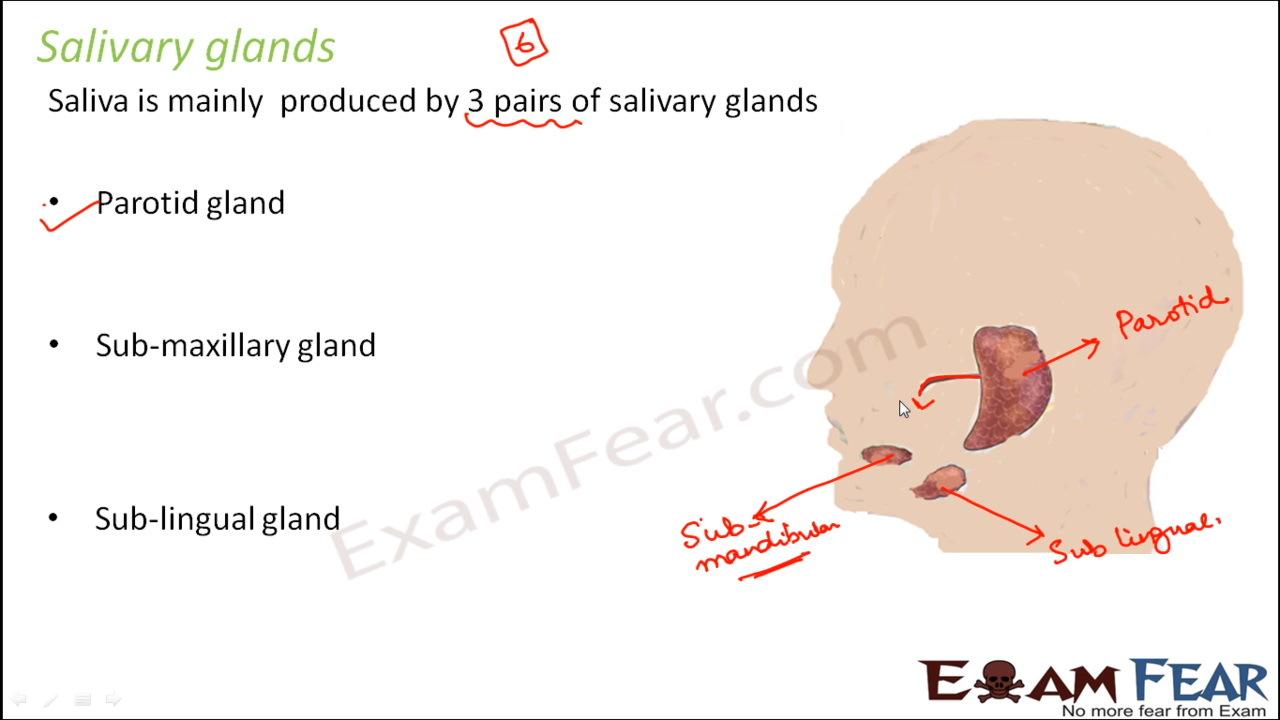 Salivary glands
6
Saliva is mainly produced by 3 pairs of salivary glands
• Parotid gland
• Sub-maxillary gland
• Sub-lingual gland
Parotid
Sub-
mandibular
Sub lingual.
ExamFear.com
EXAM FEAR
No more fear from Exam